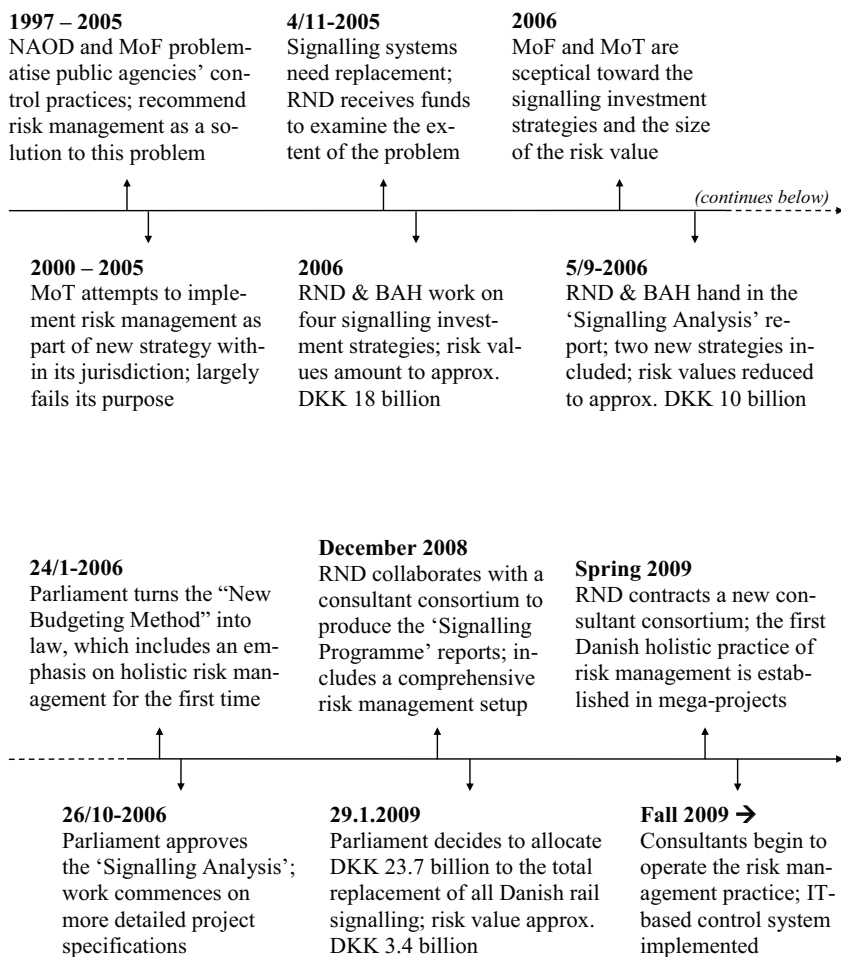 1997 – 2005
NAOD and MoF problem-
atise public agencies’ con-
trol practices; recommend
risk management as a so-
lution to this problem
4/11-2005
Signalling systems
need replacement;
RND receives funds
to examine the ex-
tent of the problem
2006
MoF and MoT are
sceptical toward the
signalling investment
strategies and the size
of the risk value
(continues below)
2000 – 2005
MoT attempts to imple-
ment risk management as
part of new strategy with-
in its jurisdiction; largely
fails its purpose
2006
RND & BAH work on
four signalling invest-
ment strategies; risk val-
ues amount to approx.
DKK 18 billion
5/9-2006
RND & BAH hand in the
‘Signalling Analysis’ re-
port; two new strategies in-
cluded; risk values reduced
to approx. DKK 10 billion
24/1-2006
Parliament turns the “New
Budgeting Method” into
law, which includes an em-
phasis on holistic risk man-
agement for the first time
December 2008
RND collaborates with a
consultant consortium to
produce the ‘Signalling
Programme’ reports; in-
cludes a comprehensive
risk management setup
Spring 2009
RND contracts a new con-
sultant consortium; the first
Danish holistic practice of
risk management is estab-
lished in mega-projects
26/10-2006
Parliament approves
the ‘Signalling Analysis’;
work commences on
more detailed project
specifications
29.1.2009
Parliament decides to allocate
DKK 23.7 billion to the total
replacement of all Danish rail
signalling; risk value approx.
DKK 3.4 billion
Fall 2009 →
Consultants begin to
operate the risk man-
agement practice; IT-
based control system
implemented